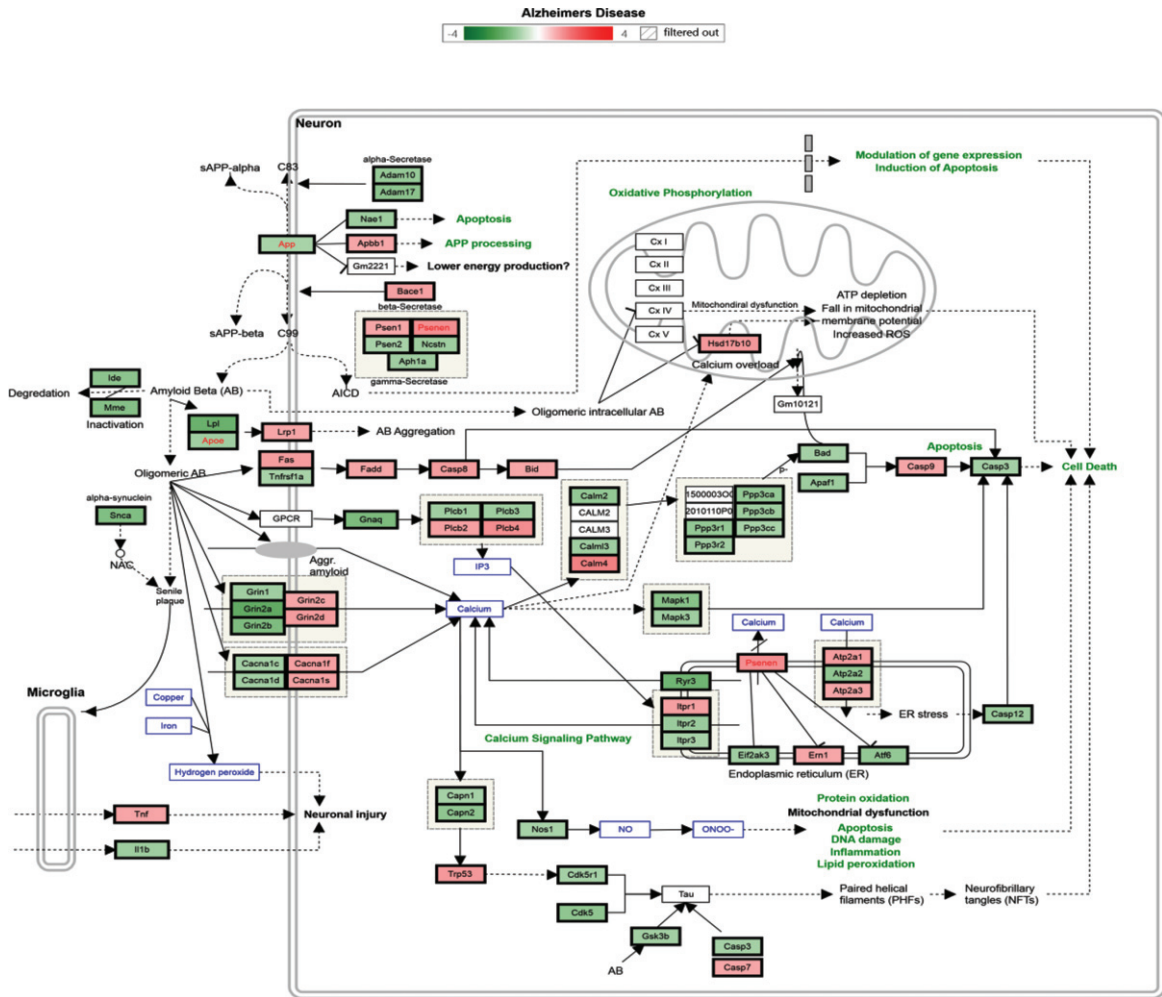 Alzheimers Disease
-4 4 filtered out
Neuron
sAPP-alpha
C83
alpha-Secretase
Adam10
Adam17
Modulation of gene expression
Induction of Apoptosis
Oxidative Phosphorylation
Nae1
Apoptosis
App
Apbb1
APP processing
Gm2221
Lower energy production?
Bace1
beta-Secretase
Cx I
Cx II
Cx III
Cx IV
Cx V
Mitochondiral dysfunction
ATP depletion
Fall in mitochondrial
membrane potential
Increased ROS
sAPP-beta
C99
Psen1
Psenen
Psen2
Ncstn
Aph1a
gamma-Secretase
Hsd17b10
Calcium overload
Ide
Degredation
Mme
Inactivation
Amyloid Beta (AB)
AICD
Oligomeric intracellular AB
Gm10121
Lpl
Apoe
Lrp1
AB Aggregation
Oligomeric AB
Fas
Tnfrsf1a
Fadd
Casp8
Bid
Bad
Apaf1
Apoptosis
Casp9
Casp3
Cell Death
P-
alpha-synuclein
Snca
NAC
Senile
plaque
GPCR
Gnaq
Plcb1
Plcb3
Plcb2
Plcb4
IP3
Calm2
CALM2
CALM3
Calml3
Calm4
1500003O
2010110P0
Ppp3ca
Ppp3cb
Ppp3r1
Ppp3cc
Ppp3r2
Aggr.
amyloid
Grin1
Grin2a
Grin2b
Grin2c
Grin2d
Calcium
Mapk1
Mapk3
Cacna1c
Cacna1d
Cacna1f
Cacna1s
Calcium
Calcium
Psenen
Atp2a1
Atp2a2
Atp2a3
Ryr3
Itpr1
Itpr2
Itpr3
ER stress
Casp12
Eif2ak3
Ern1
Atf6
Endoplasmic reticulum (ER)
Calcium Signaling Pathway
Microglia
Copper
Iron
Hydrogen peroxide
Tnf
Neuronal injury
Il1b
Capn1
Capn2
Nos1
NO
ONOO-
Protein oxidation
Mitochondrial dysfunction
Apoptosis
DNA damage
Inflammation
Lipid peroxidation
Trp53
Cdk5r1
Cdk5
Tau
Paired helical
filaments (PHFs)
Neurofibrillary
tangles (NFTs)
Gsk3b
AB
Casp3
Casp7